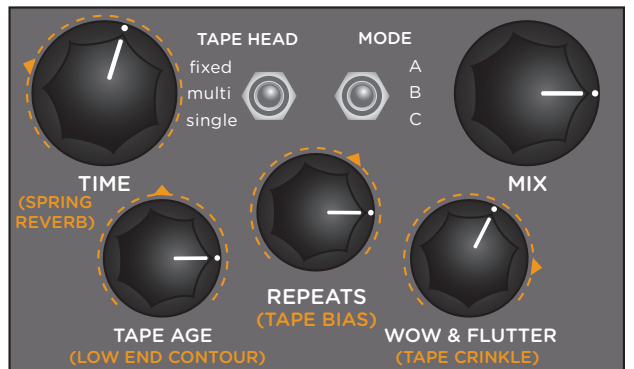 TAPE HEAD
MODE
fixed
multi
single
A
B
C
TIME
(SPRING
REVERB)
MIX
REPEATS
(TAPE BIAS)
TAPE AGE
(LOW END CONTOUR)
WOW & FLUTTER
(TAPE CRINKLE)